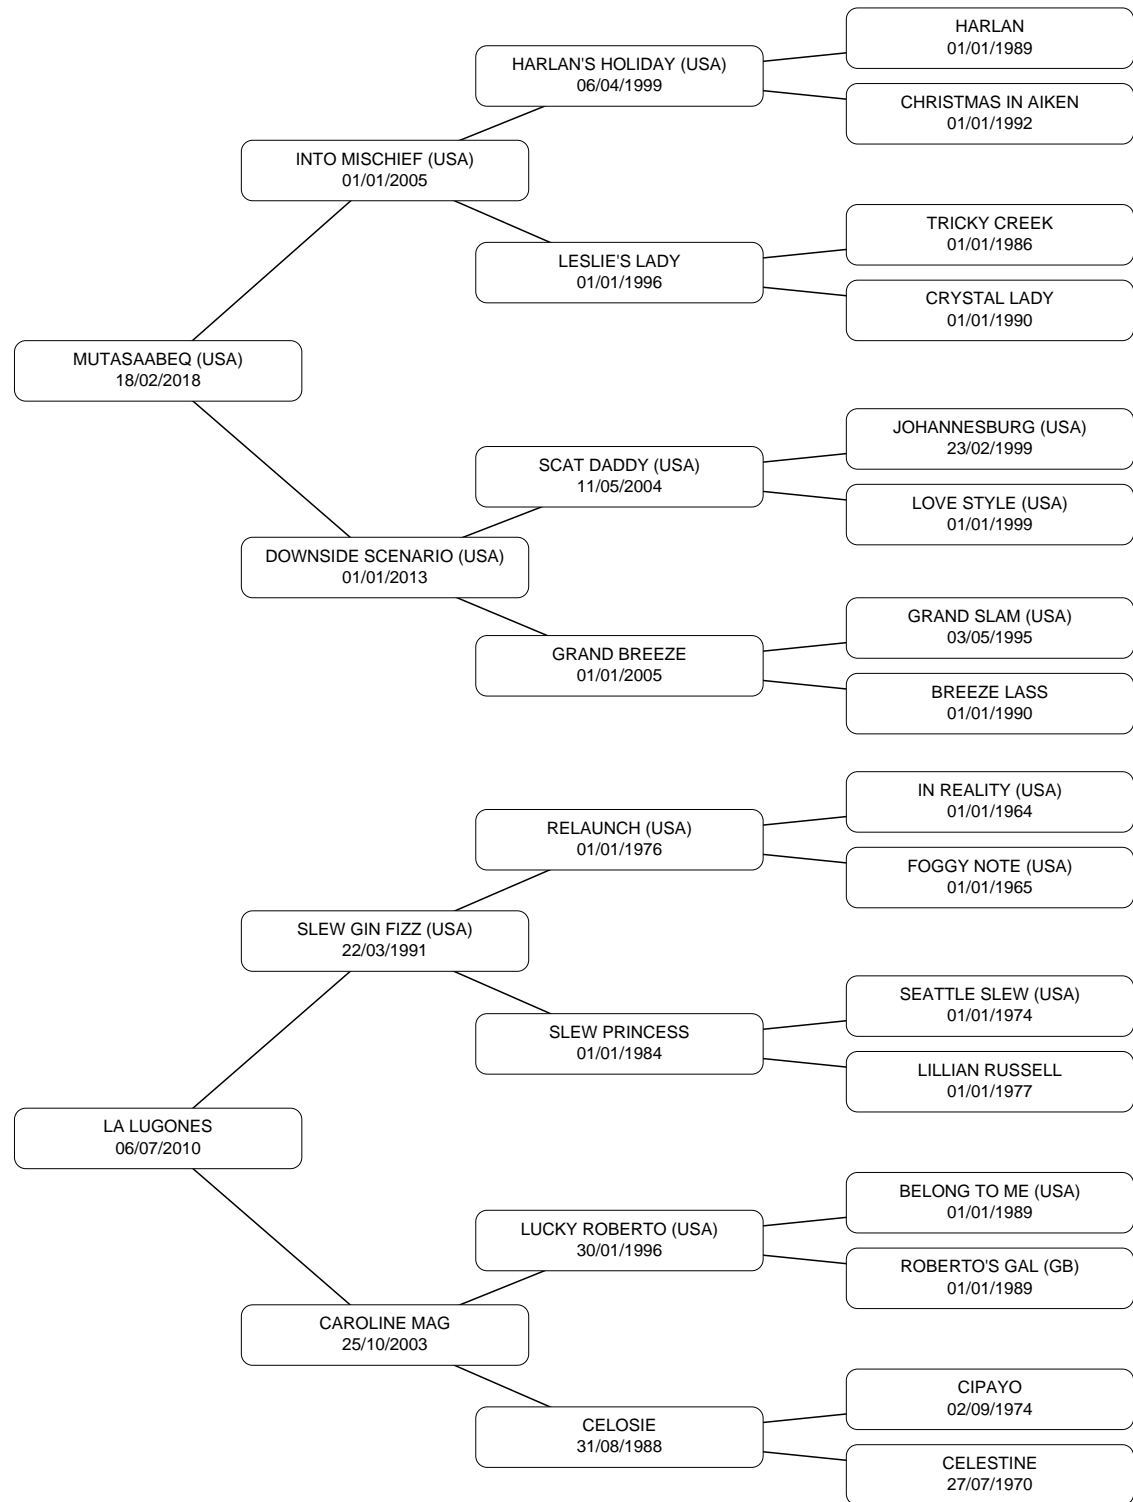 HARLAN
01/01/1989
HARLAN'S HOLIDAY (USA)
06/04/1999
CHRISTMAS IN AIKEN
01/01/1992
INTO MISCHIEF (USA)
01/01/2005
TRICKY CREEK
01/01/1986
LESLIE'S LADY
01/01/1996
CRYSTAL LADY
01/01/1990
MUTASAABEQ (USA)
18/02/2018
JOHANNESBURG (USA)
23/02/1999
SCAT DADDY (USA)
11/05/2004
LOVE STYLE (USA)
01/01/1999
DOWNSIDE SCENARIO (USA)
01/01/2013
GRAND SLAM (USA)
03/05/1995
GRAND BREEZE
01/01/2005
BREEZE LASS
01/01/1990
IN REALITY (USA)
01/01/1964
RELAUNCH (USA)
01/01/1976
FOGGY NOTE (USA)
01/01/1965
SLEW GIN FIZZ (USA)
22/03/1991
SEATTLE SLEW (USA)
01/01/1974
SLEW PRINCESS
01/01/1984
LILLIAN RUSSELL
01/01/1977
LA LUGONES
06/07/2010
BELONG TO ME (USA)
01/01/1989
LUCKY ROBERTO (USA)
30/01/1996
ROBERTO'S GAL (GB)
01/01/1989
CAROLINE MAG
25/10/2003
CIPAYO
02/09/1974
CELOSIE
31/08/1988
CELESTINE
27/07/1970